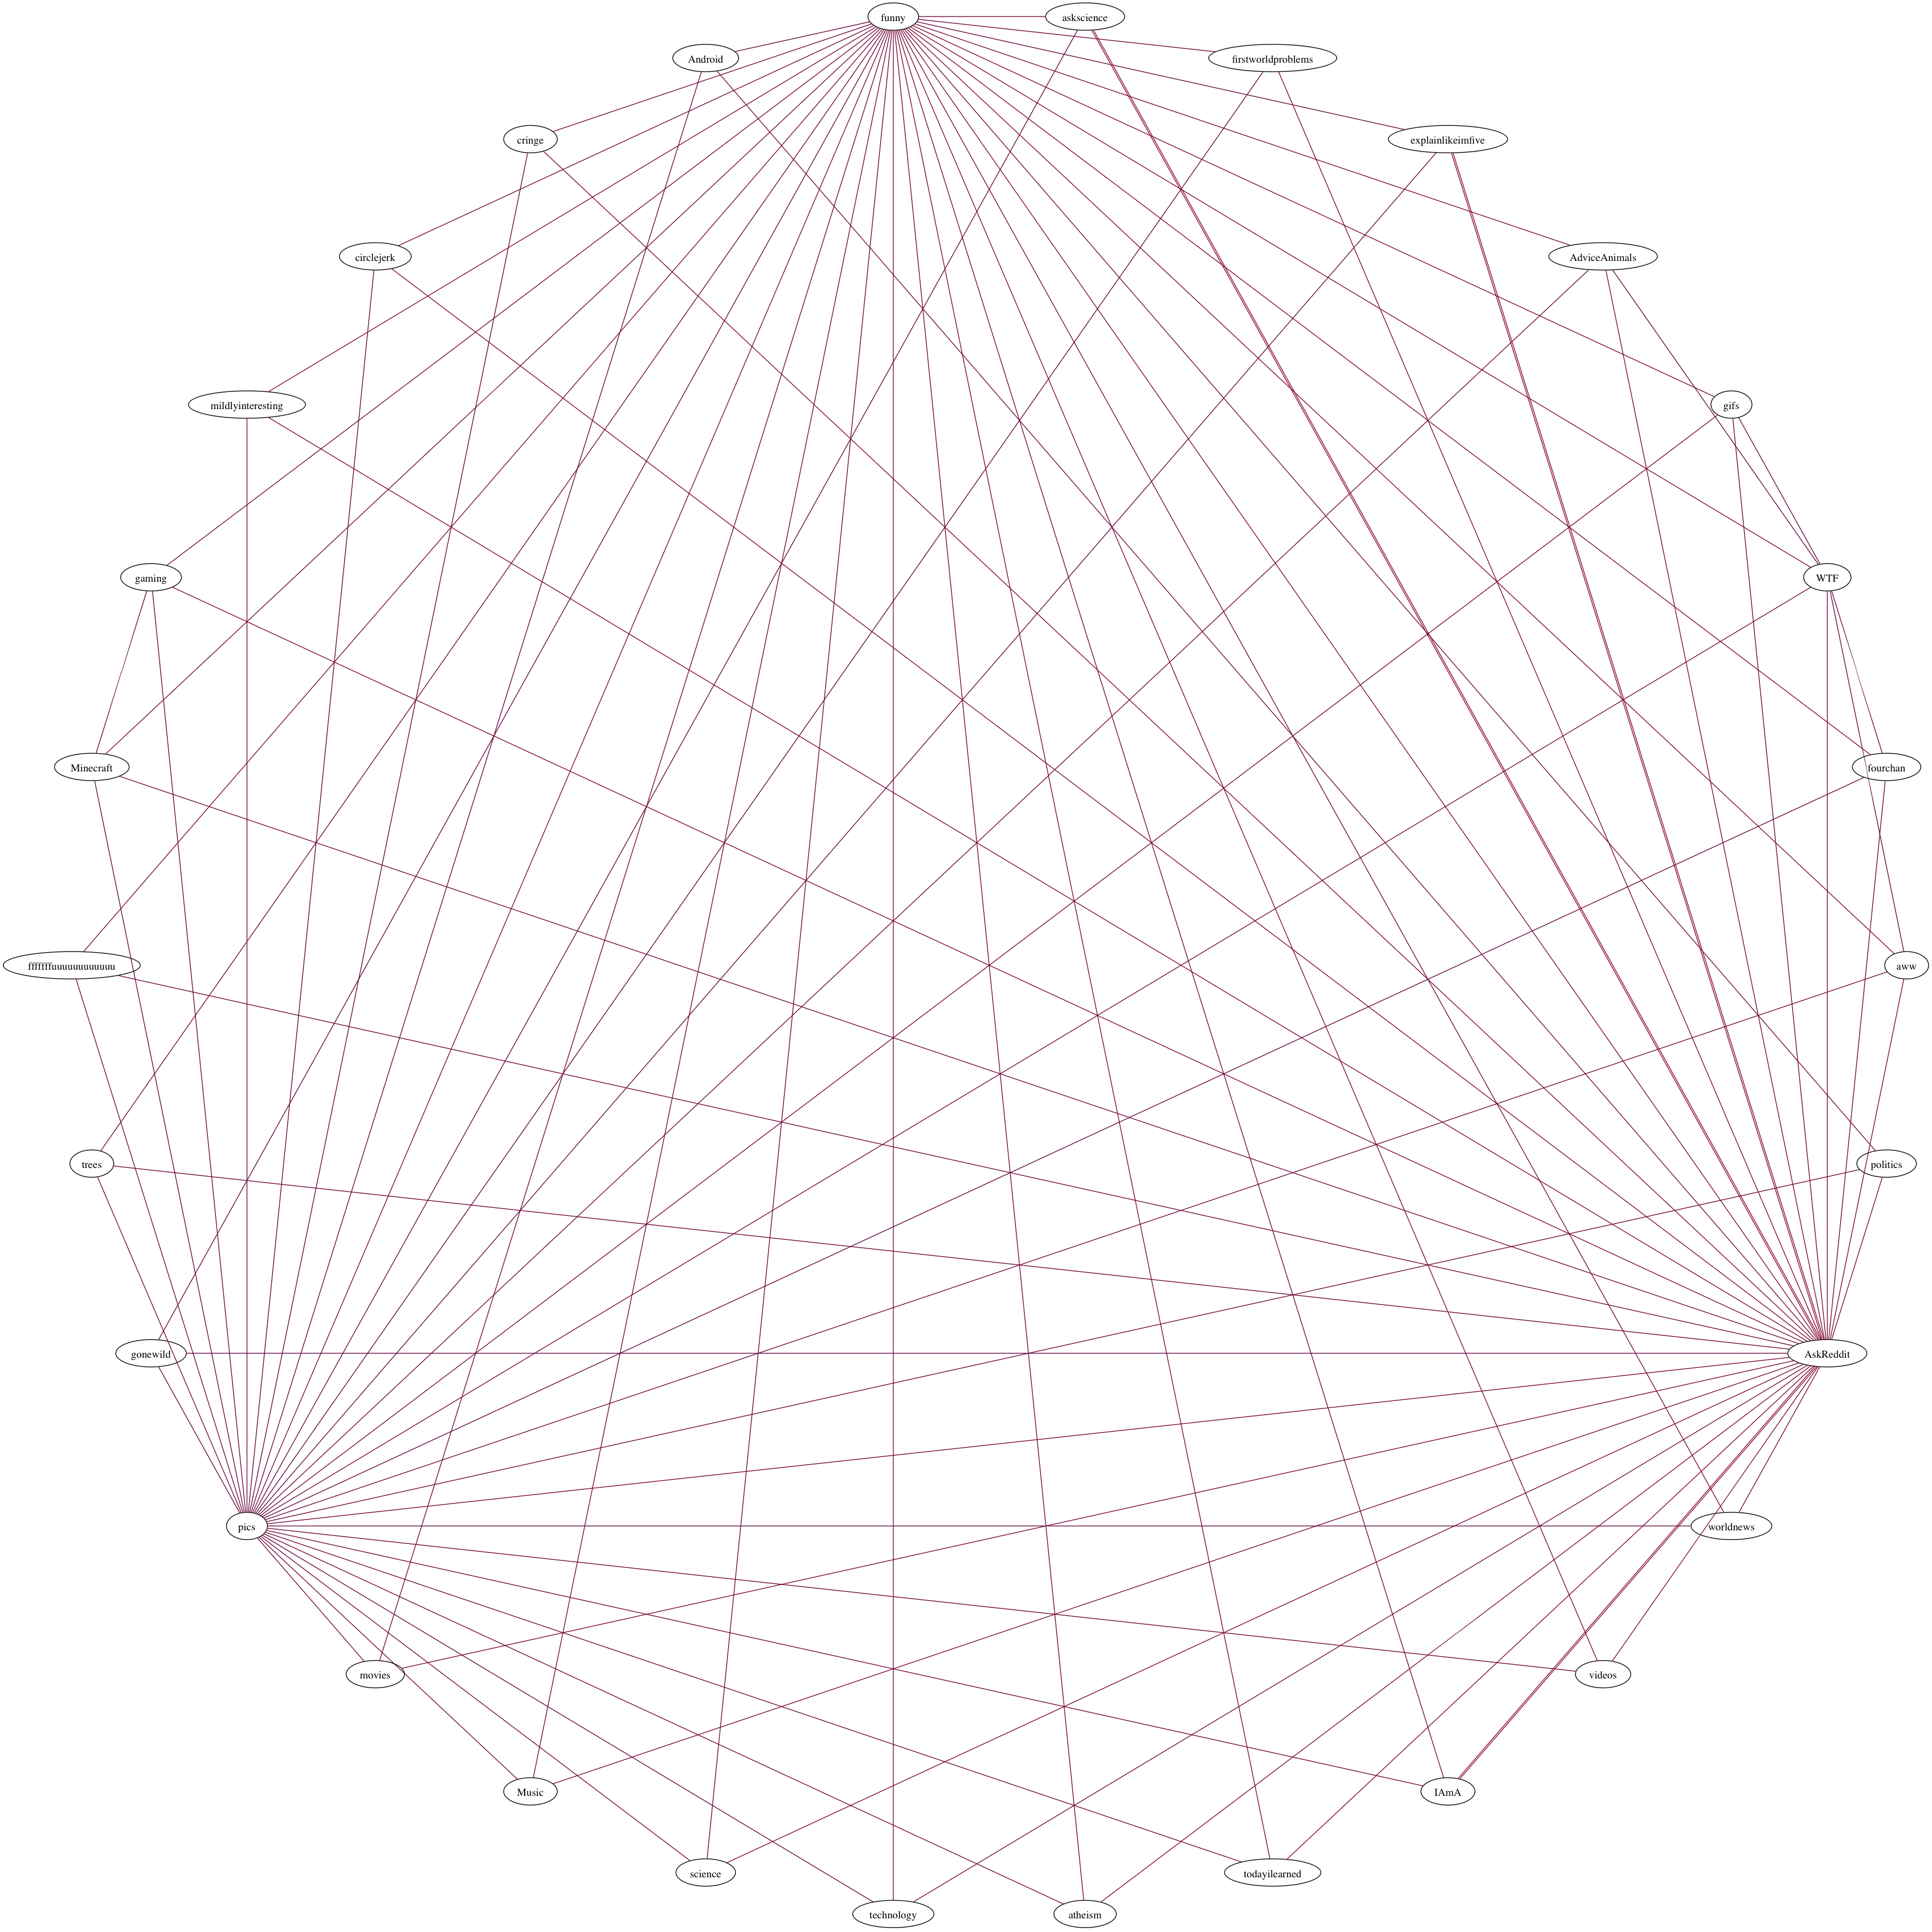 funny
askscience
Android
firstworldproblems
cringe
explainlikeimfive
circlejerk
AdviceAnimals
mildlyinteresting
gifs
gaming
WTF
Minecraft
fourchan
fffffffuuuuuuuuuuuu
aww
trees
politics
gonewild
AskReddit
pics
worldnews
movies
videos
Music
IAmA
science
todayilearned
technology
atheism